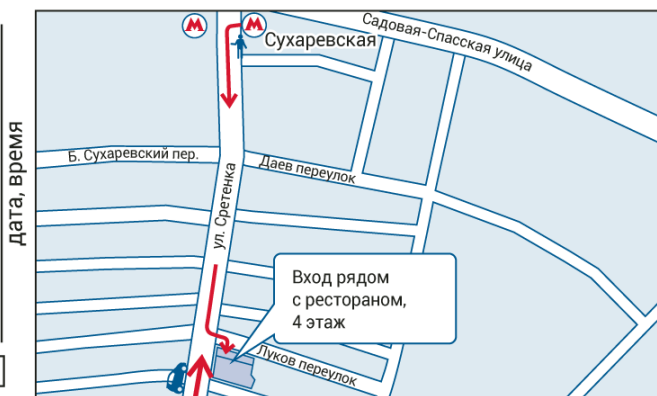 М
М
Сухаревская
Садовая-Спасская улица
дата, время
Б. Сухаревский пер.
Даев переулок
ул. Сретенка
Вход рядом
с рестораном,
4 этаж
Луков переулок